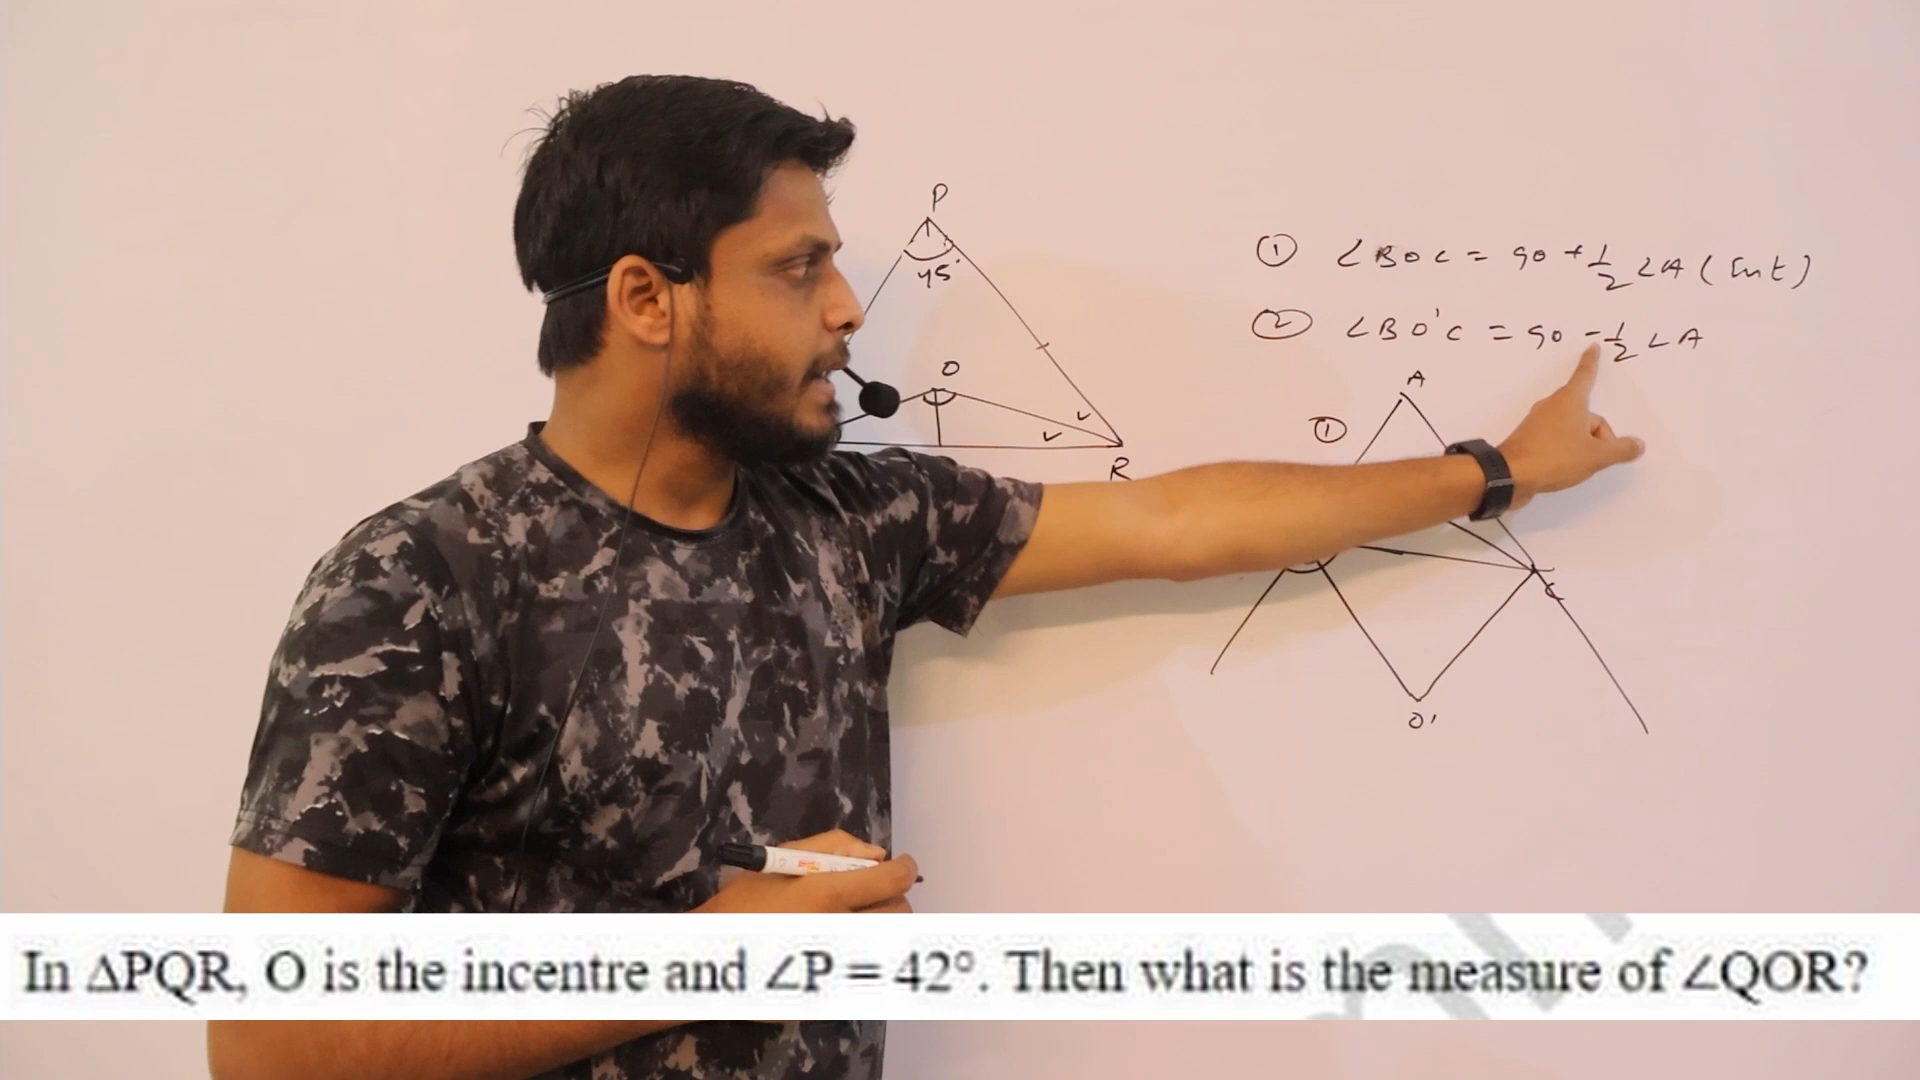 P
45°
O
R
① ∠BOC = 90 + 1/2 ∠A (Int)
② ∠BO'C = 90 - 1/2 ∠A
A
①
C
O'
In ΔPQR, O is the incentre and ∠P = 42°. Then what is the measure of ∠QOR?